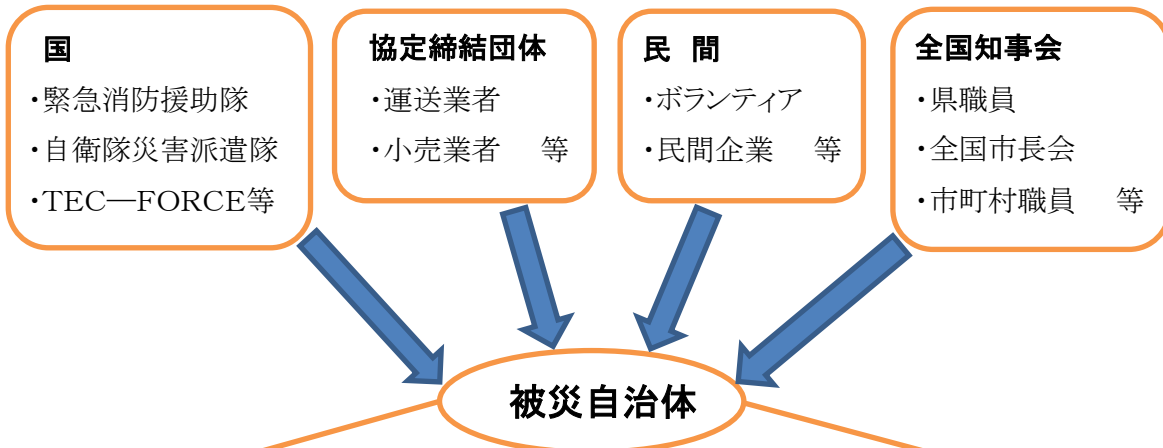 国
・緊急消防援助隊
・自衛隊災害派遣隊
・TEC―FORCE等
協定締結団体
・運送業者
・小売業者　等
民　間
・ボランティア
・民間企業　等
全国知事会
・県職員
・全国市長会
・市町村職員　等
被災自治体